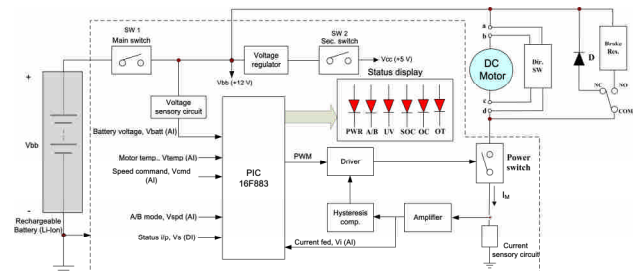 SW 1
Main switch
Voltage
regulator
SW 2
Sec. switch
Vcc (+5 V)
Vbb (+12 V)
Status display
PWR A/B UV SOC OC OT
a
b
DC
Motor
c
d
Dir.
SW
D
Brake
Res.
NC
NO
COM
+
Vbb
-
Rechargeable
Battery (Li-Ion)
Voltage
sensory circuit
Battery voltage, Vbatt (AI)
Motor temp., Vtemp (AI)
Speed command, Vcmd
(AI)
A/B mode, Vspd (AI)
Status i/p, Vs (DI)
PIC
16F883
PWM
Driver
Power
switch
Hysteresis
comp.
Amplifier
IM
Current fed, Vi (AI)
Current
sensory circuit